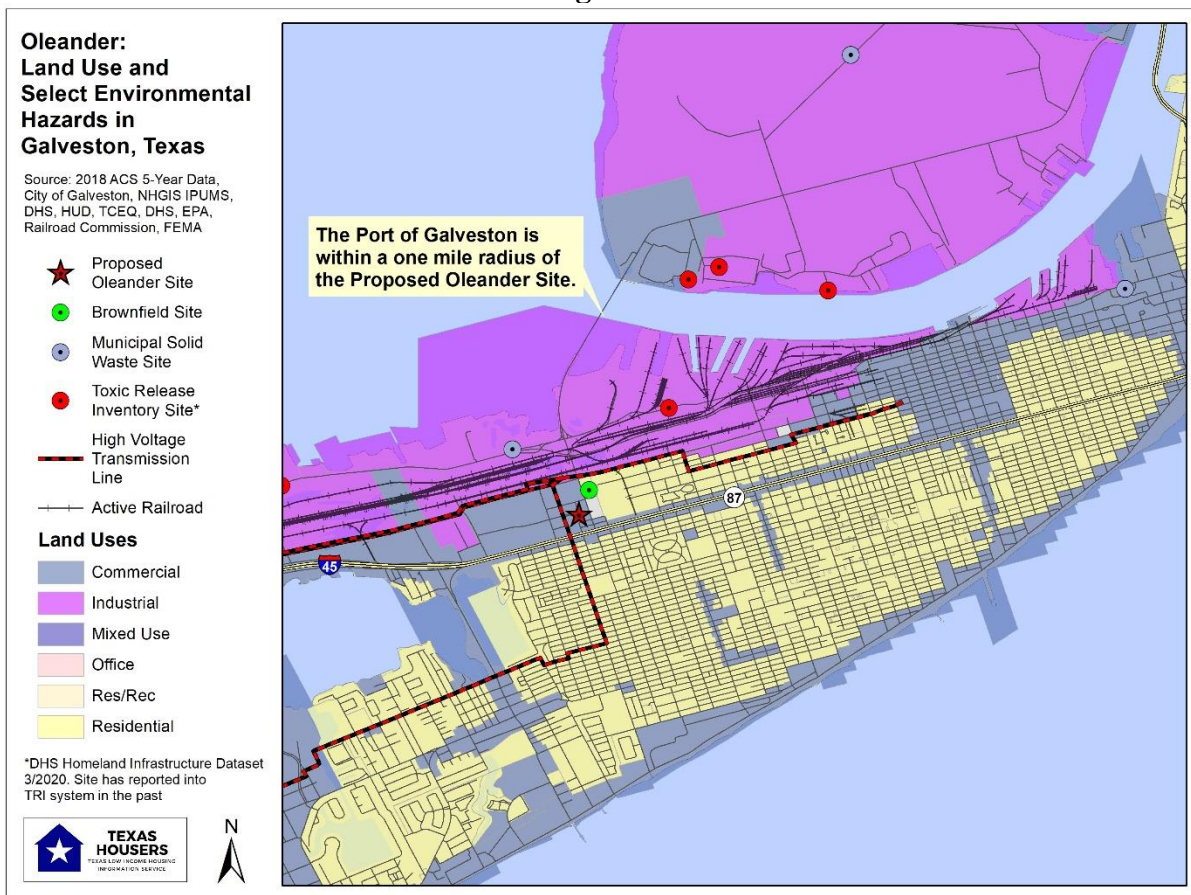 Oleander:
Land Use and
Select Environmental
Hazards in
Galveston, Texas
Source: 2018 ACS 5-Year Data,
City of Galveston, NHGIS IPUMS,
DHS, HUD, TCEQ, DHS, EPA,
Railroad Commission, FEMA
Proposed
Oleander Site
Brownfield Site
Municipal Solid
Waste Site
Toxic Release
Inventory Site*
High Voltage
Transmission
Line
Active Railroad
Land Uses
Commercial
Industrial
Mixed Use
Office
Res/Rec
Residential
*DHS Homeland Infrastructure Dataset
3/2020. Site has reported into
TRI system in the past
TEXAS
HOUSERS
TEXAS LOW INCOME HOUSING
INFORMATION SERVICE
N
The Port of Galveston is
within a one mile radius of
the Proposed Oleander Site.
87
45